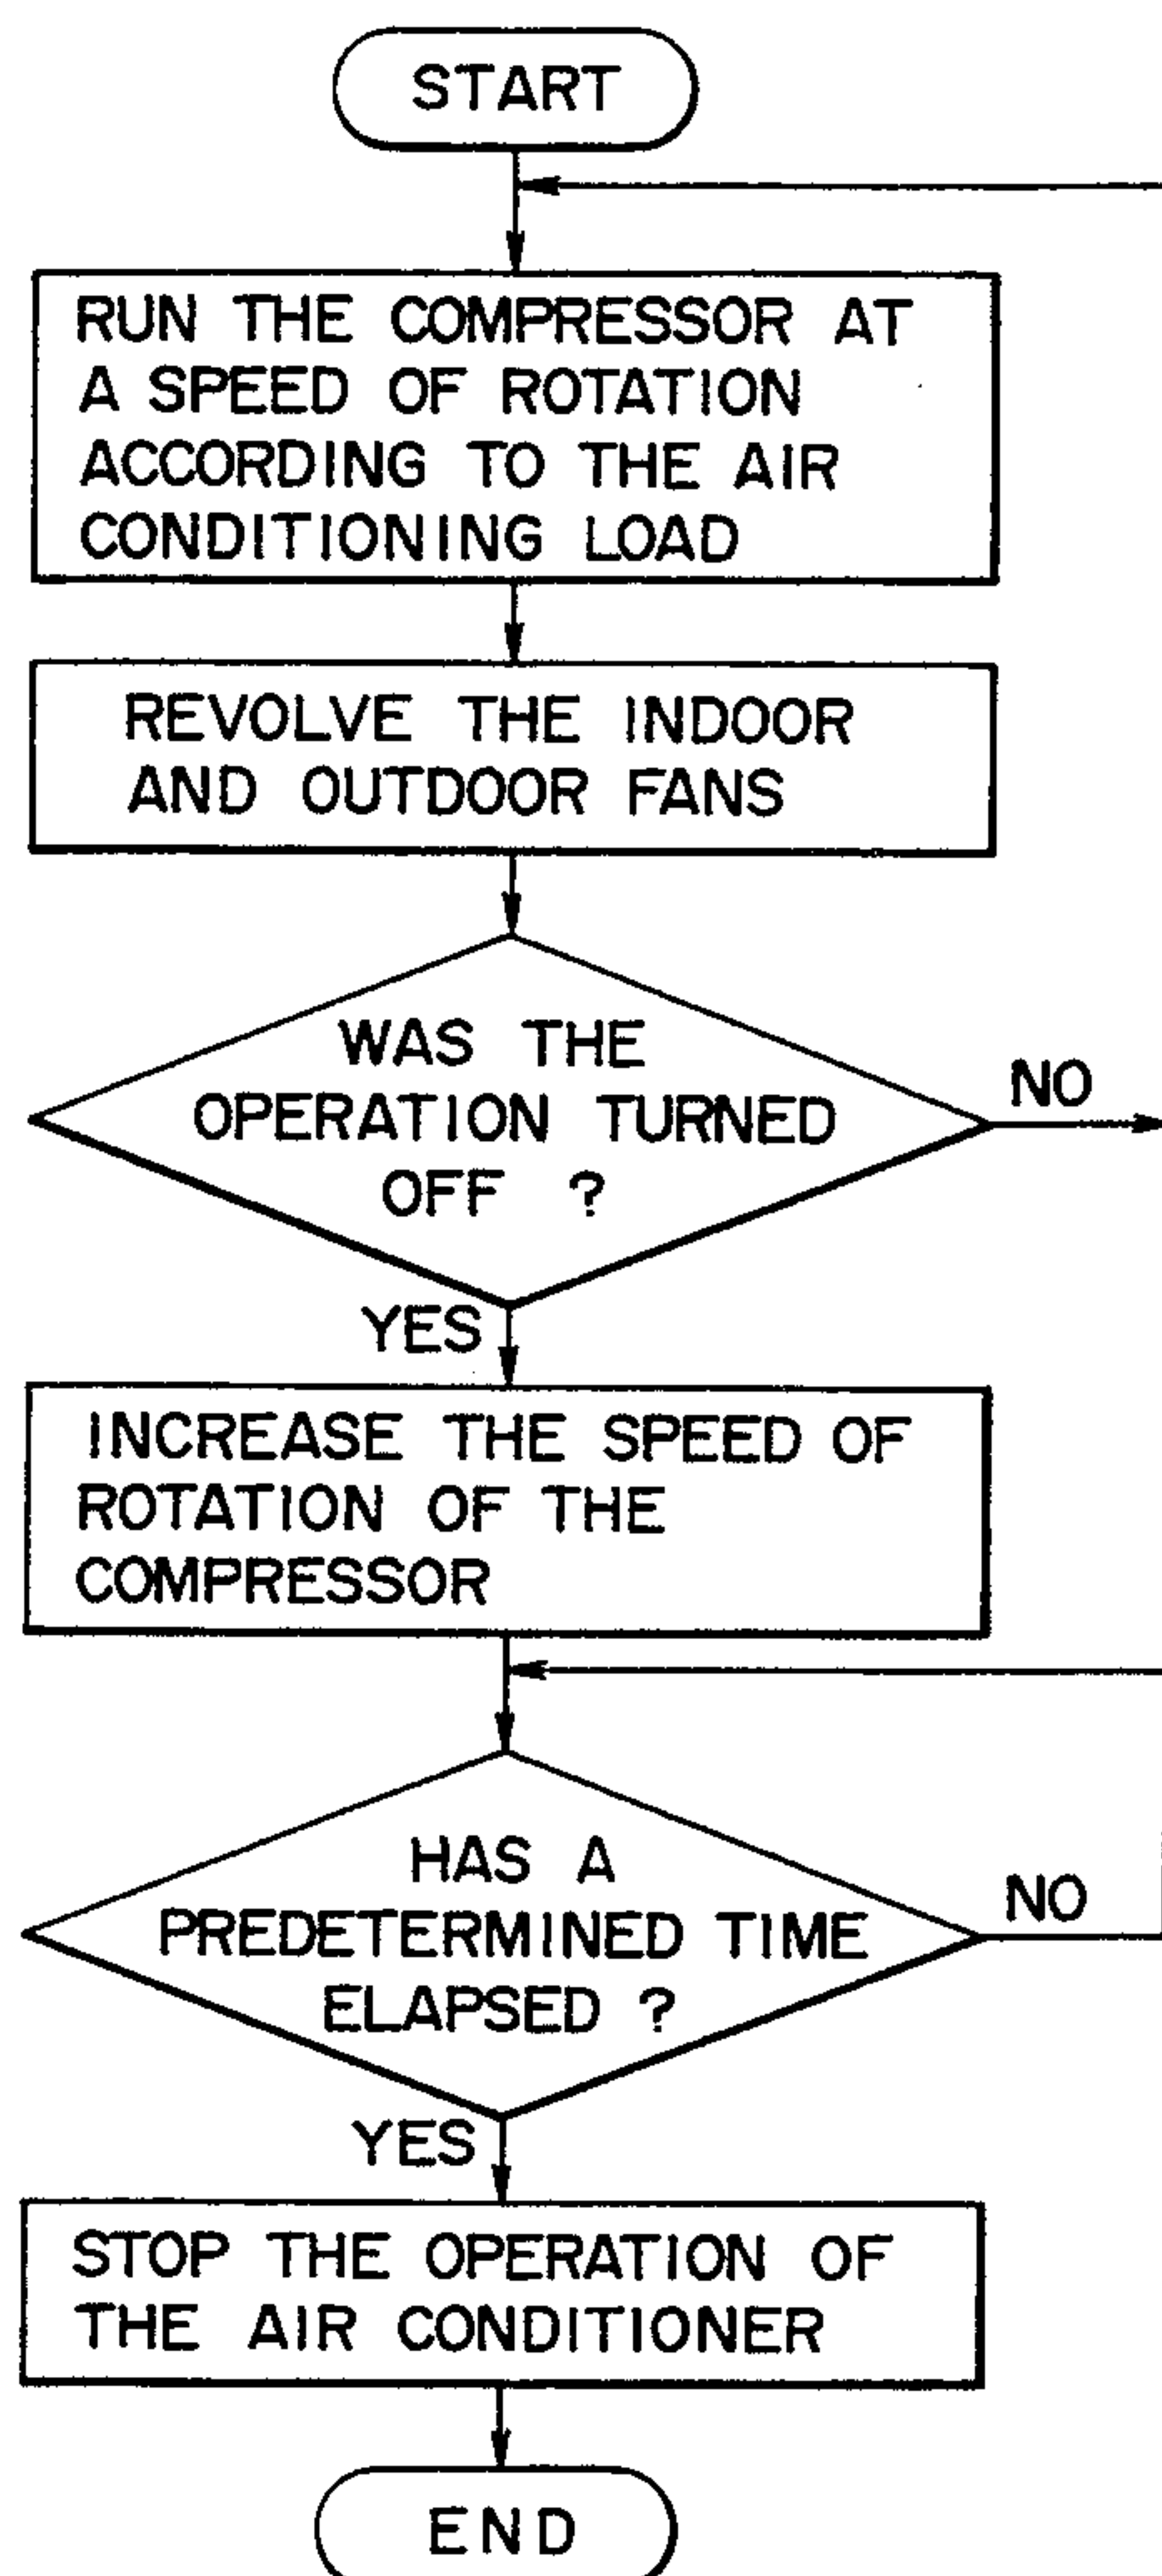 START
RUN THE COMPRESSOR AT
A SPEED OF ROTATION
ACCORDING TO THE AIR
CONDITIONING LOAD
REVOLVE THE INDOOR
AND OUTDOOR FANS
WAS THE
OPERATION TURNED
OFF ?
NO
YES
INCREASE THE SPEED OF
ROTATION OF THE
COMPRESSOR
HAS A
PREDETERMINED TIME
ELAPSED ?
NO
YES
STOP THE OPERATION OF
THE AIR CONDITIONER
END